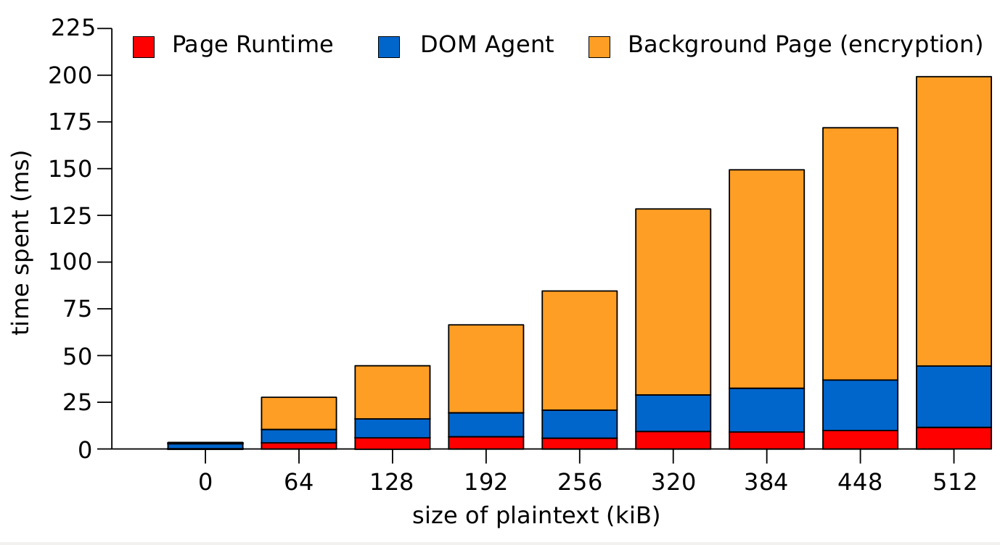 225
Page Runtime DOM Agent Background Page (encryption)
200
175
150
125
100
75
50
25
0
time spent (ms)
0 64 128 192 256 320 384 448 512
size of plaintext (kiB)